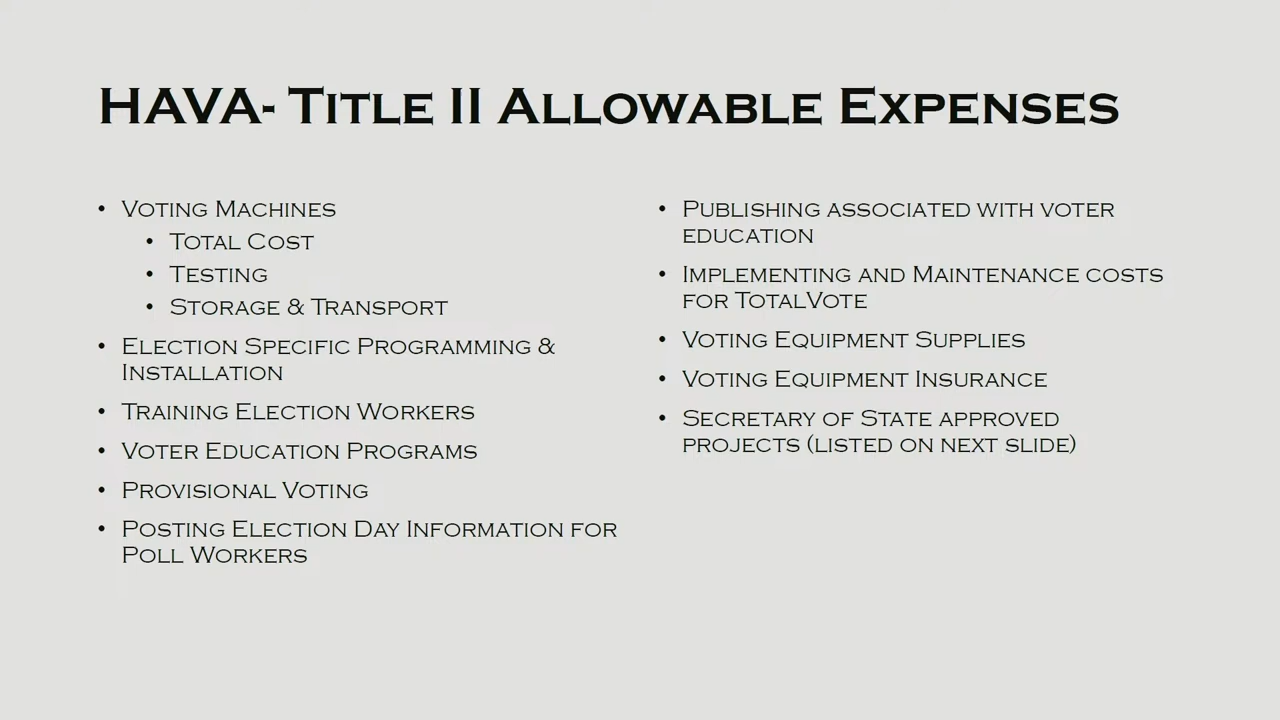 HAVA- Title II Allowable Expenses
• Voting Machines
• Total Cost
• Testing
• Storage & Transport
• Election Specific Programming &
Installation
• Training Election Workers
• Voter Education Programs
• Provisional Voting
• Posting Election Day Information for
Poll Workers
• Publishing associated with voter
education
• Implementing and Maintenance costs
for TotalVote
• Voting Equipment Supplies
• Voting Equipment Insurance
• Secretary of State approved
projects (listed on next slide)